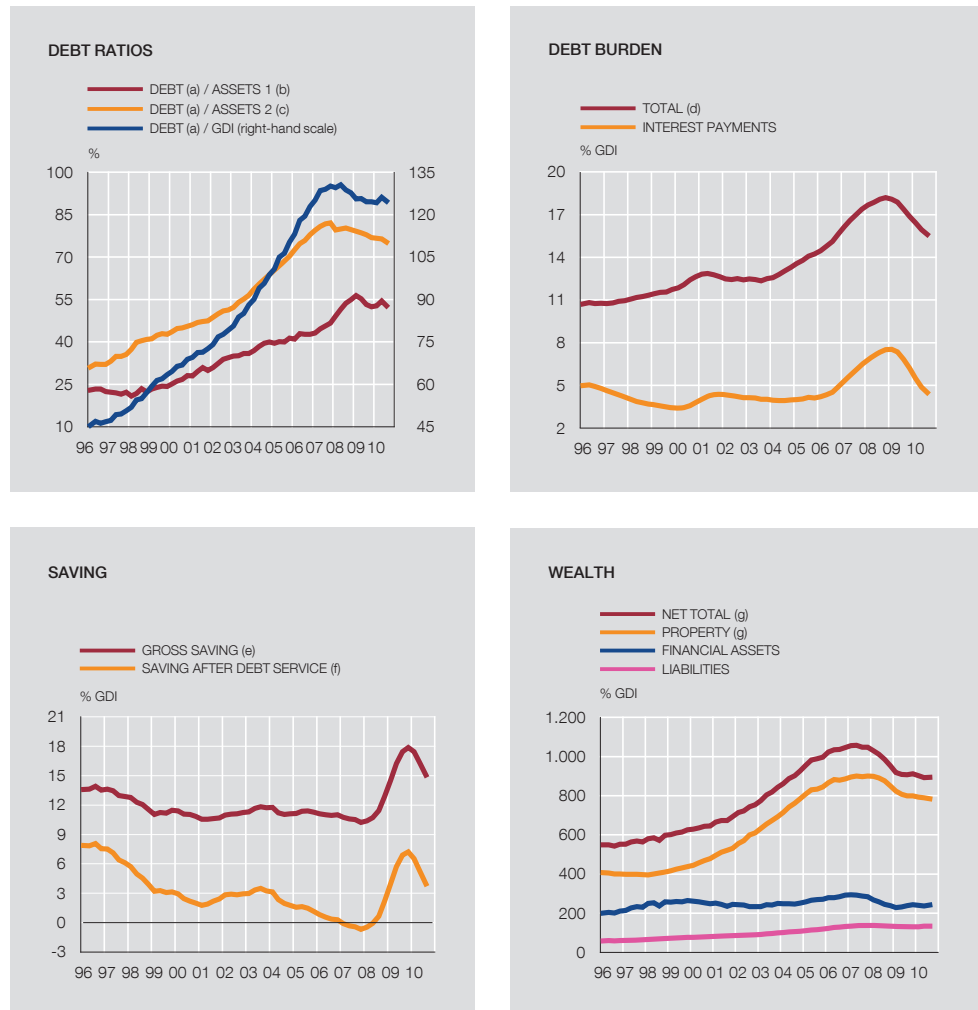 DEBT RATIOS
DEBT (a) / ASSETS 1 (b)
DEBT (a) / ASSETS 2 (c)
DEBT (a) / GDI (right-hand scale)
%
100 135
85 120
70 105
55 90
40 75
25 60
10 45
96 97 98 99 00 01 02 03 04 05 06 07 08 09 10
DEBT BURDEN
TOTAL (d)
INTEREST PAYMENTS
% GDI
20
17
14
11
8
5
2
96 97 98 99 00 01 02 03 04 05 06 07 08 09 10
SAVING
GROSS SAVING (e)
SAVING AFTER DEBT SERVICE (f)
% GDI
21
18
15
12
9
6
3
0
-3
96 97 98 99 00 01 02 03 04 05 06 07 08 09 10
WEALTH
NET TOTAL (g)
PROPERTY (g)
FINANCIAL ASSETS
LIABILITIES
% GDI
1.200
1.000
800
600
400
200
0
96 97 98 99 00 01 02 03 04 05 06 07 08 09 10